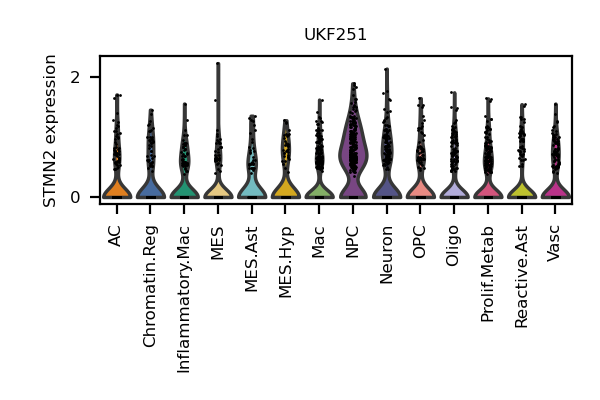 UKF251
STMN2 expression
2
0
AC
Chromatin.Reg
Inflammatory.Mac
MES
MES.Ast
MES.Hyp
Mac
NPC
Neuron
OPC
Oligo
Prolif.Metab
Reactive.Ast
Vasc